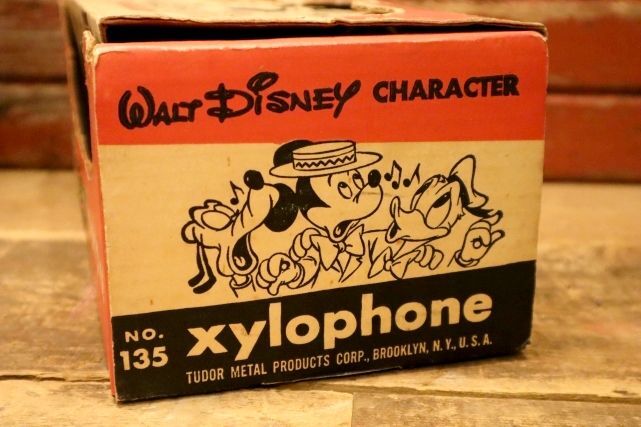 WALT DISNEY CHARACTER
NO. 135 xylophone
TUDOR METAL PRODUCTS CORP., BROOKLYN, N.Y., U.S.A.